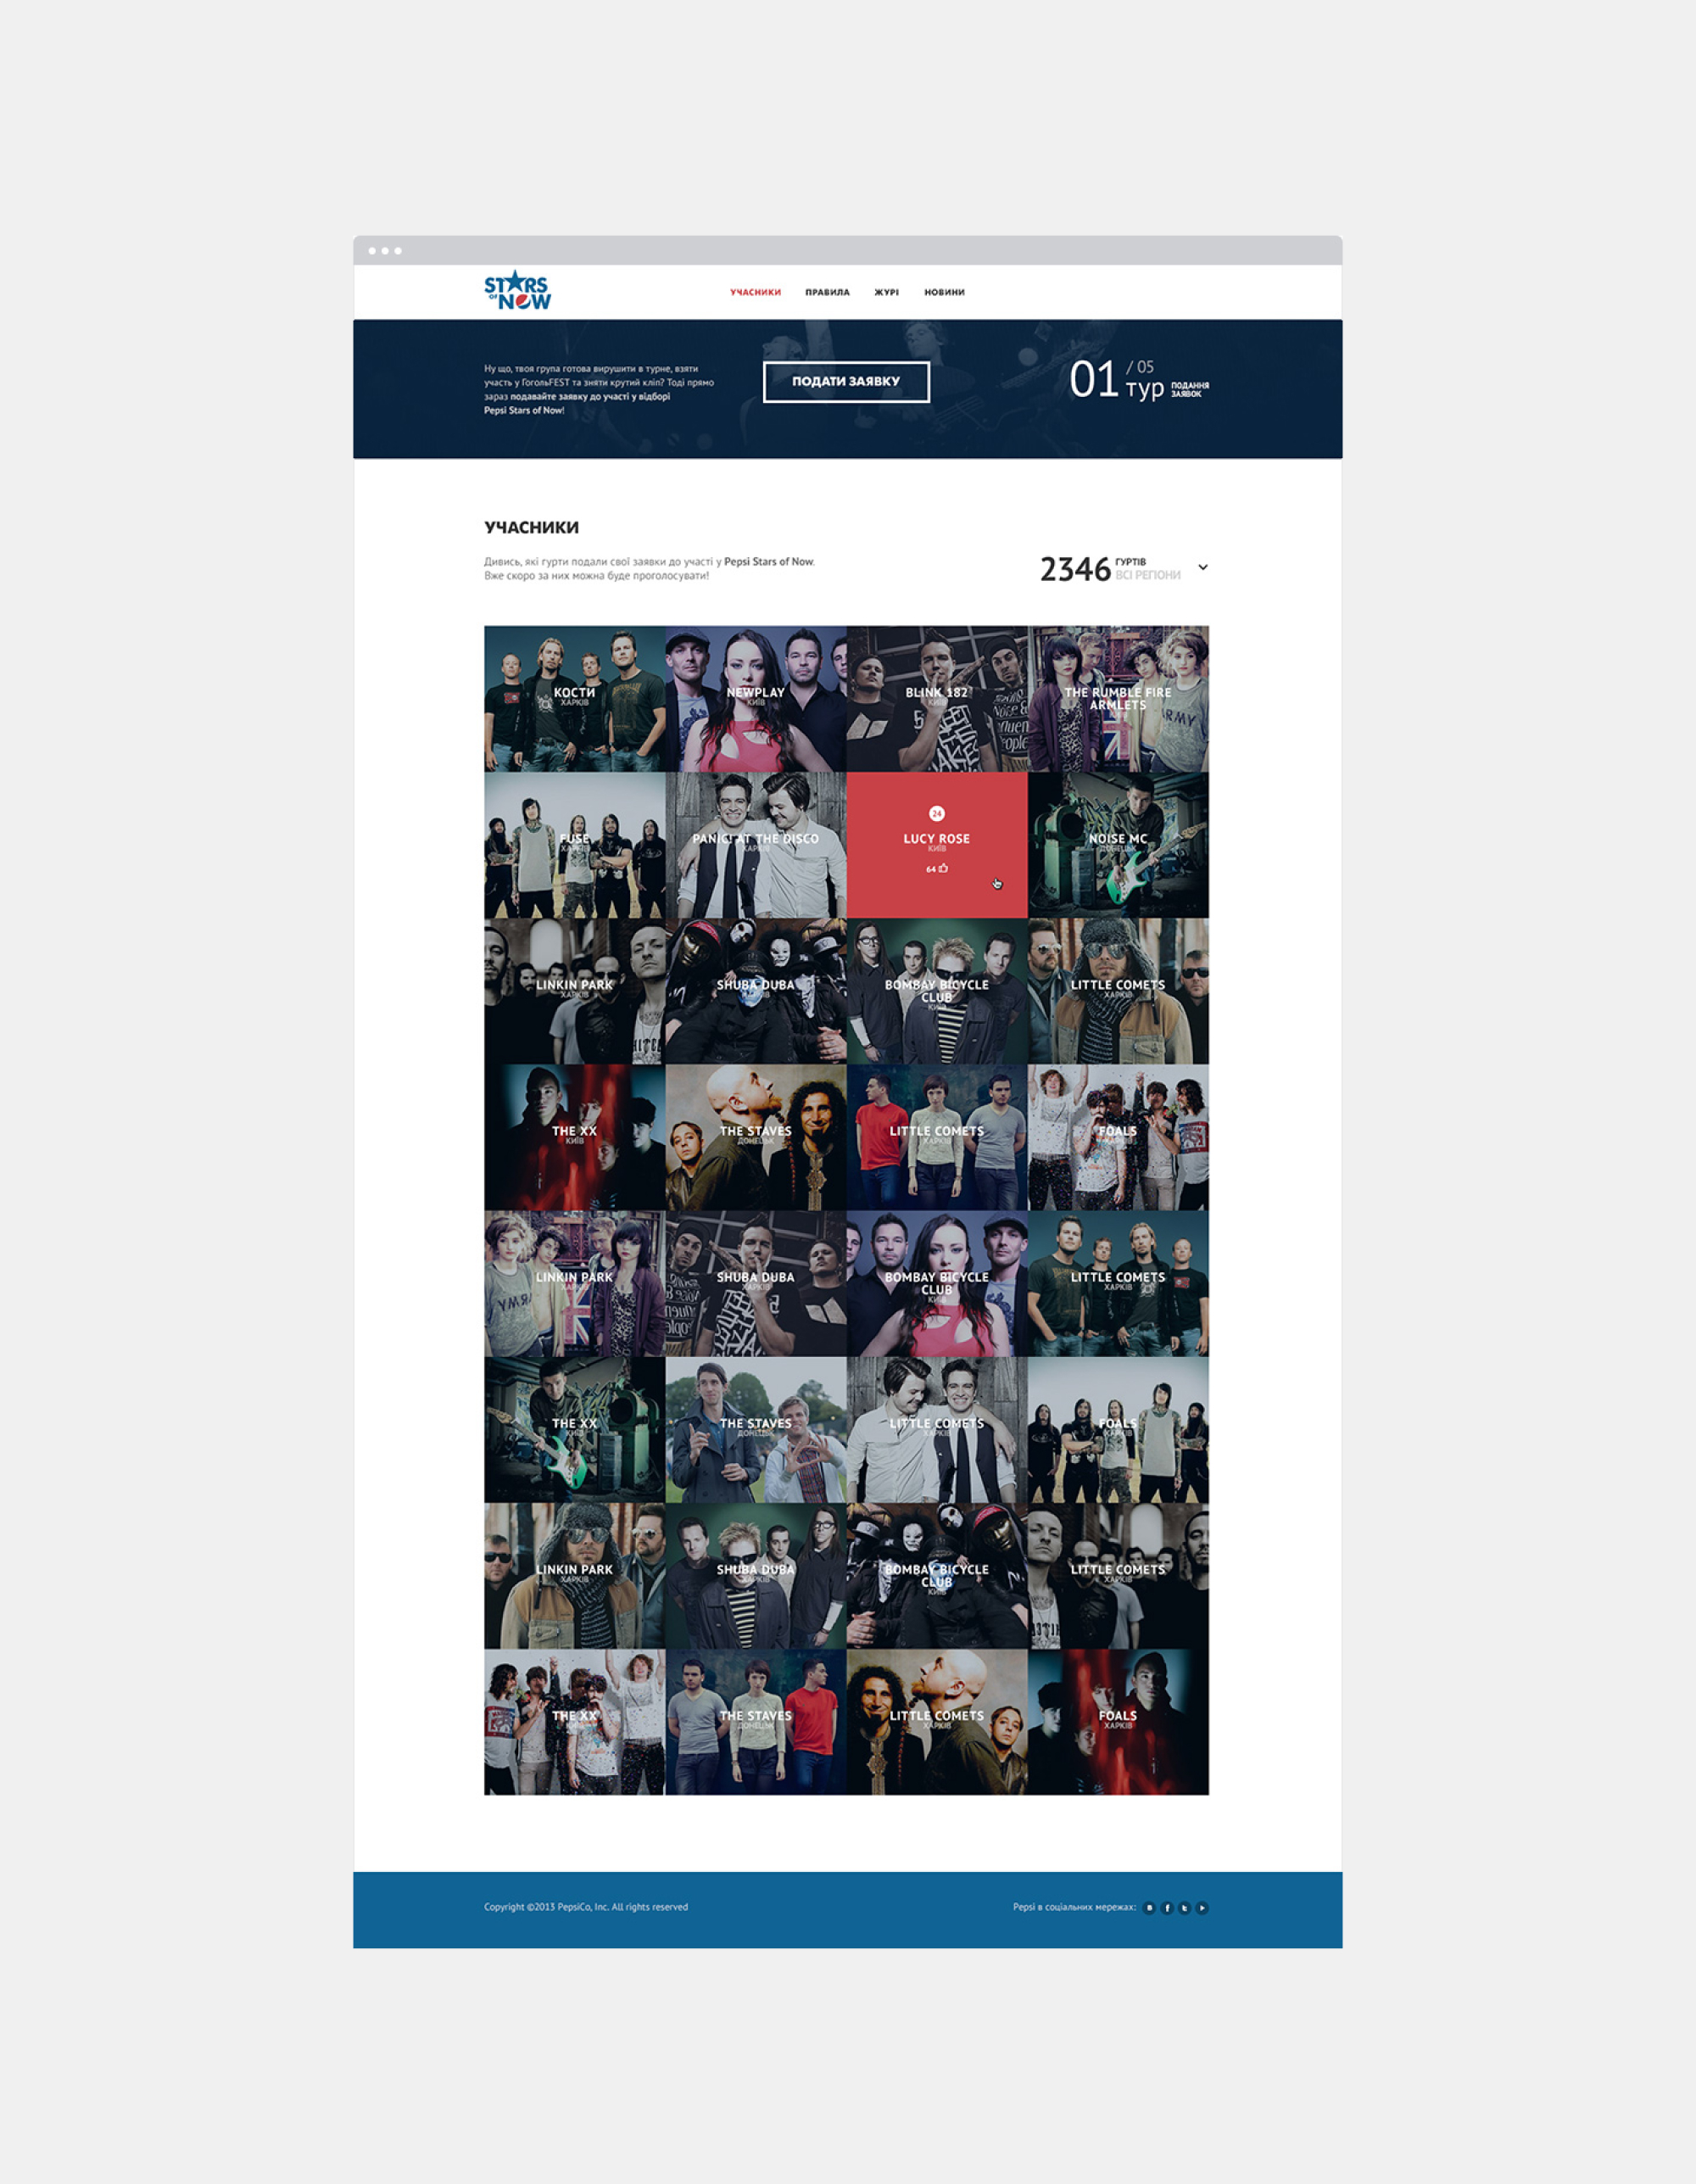 STARS
OF NOW
УЧАСНИКИ ПРАВИЛА ЖУРІ НОВИНИ
Ну що, твоя група готова вирушити в турне, взяти
участь у ГогольFEST та зняти крутий кліп? Тоді прямо
зараз подавайте заявку до участі у відборі
Pepsi Stars of Now!
ПОДАТИ ЗАЯВКУ
01 / 05
тур ПОДАННЯ
ЗАЯВОК
УЧАСНИКИ
Дивись, які гурти подали свої заявки до участі у Pepsi Stars of Now.
Вже скоро за них можна буде проголосувати!
2346 ГУРТІВ
ВСІ РЕГІОНИ
КОСТИ
ХАРКІВ
NEWPLAY
КИЇВ
BLINK 182
КИЇВ
THE RUMBLE FIRE
ARMLETS
FUSE
ХАРКІВ
PANIC! AT THE DISCO
ХАРКІВ
24
LUCY ROSE
КИЇВ
64
NOISE MC
ДОНЕЦЬК
LINKIN PARK
ХАРКІВ
SHUBA DUBA
BOMBAY BICYCLE
CLUB
КИЇВ
LITTLE COMETS
ХАРКІВ
THE XX
КИЇВ
THE STAVES
ДОНЕЦЬК
LITTLE COMETS
ХАРКІВ
FOALS
LINKIN PARK
ХАРКІВ
SHUBA DUBA
ХАРКІВ
BOMBAY BICYCLE
CLUB
КИЇВ
LITTLE COMETS
ХАРКІВ
THE XX
КИЇВ
THE STAVES
ДОНЕЦЬК
LITTLE COMETS
ХАРКІВ
FOALS
ХАРКІВ
LINKIN PARK
ХАРКІВ
SHUBA DUBA
ХАРКІВ
BOMBAY BICYCLE
CLUB
КИЇВ
LITTLE COMETS
ХАРКІВ
THE XX
THE STAVES
ДОНЕЦЬК
LITTLE COMETS
ХАРКІВ
FOALS
ХАРКІВ
Copyright ©2013 PepsiCo, Inc. All rights reserved
Pepsi в соціальних мережах: